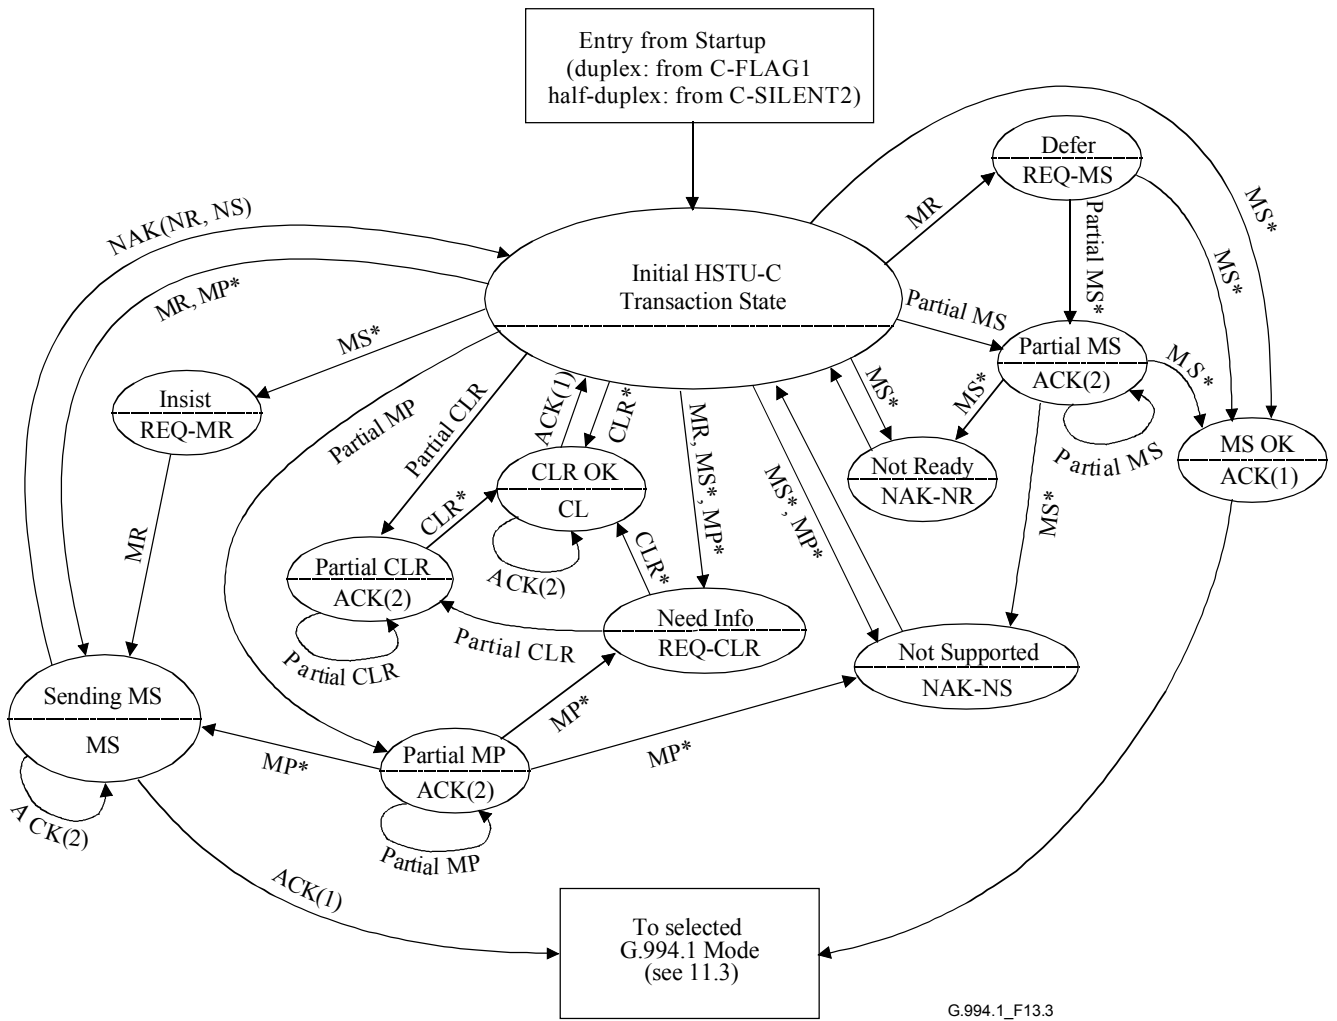 Entry from Startup
(duplex: from C-FLAG1
half-duplex: from C-SILENT2)
Defer
REQ-MS
NAK(NR, NS)
MR
MS*
MR, MP*
Initial HSTU-C
Transaction State
Partial MS*
MS*
Partial MS
MS*
Partial MS
ACK(2)
MS*
Insist
REQ-MR
Partial MP
Partial CLR
ACK(1)
CLR*
MR, MS*, MP*
MS*
MS*
Partial MS
MS OK
ACK(1)
Not Ready
NAK-NR
CLR OK
CL
CLR*
MS*, MP*
MS*
MR
ACK(2)
CLR*
Partial CLR
ACK(2)
Partial CLR
Partial CLR
Need Info
REQ-CLR
Not Supported
NAK-NS
Sending MS
MS
MP*
MP*
MP*
Partial MP
ACK(2)
ACK(2)
Partial MP
ACK(1)
To selected
G.994.1 Mode
(see 11.3)
G.994.1_F13.3